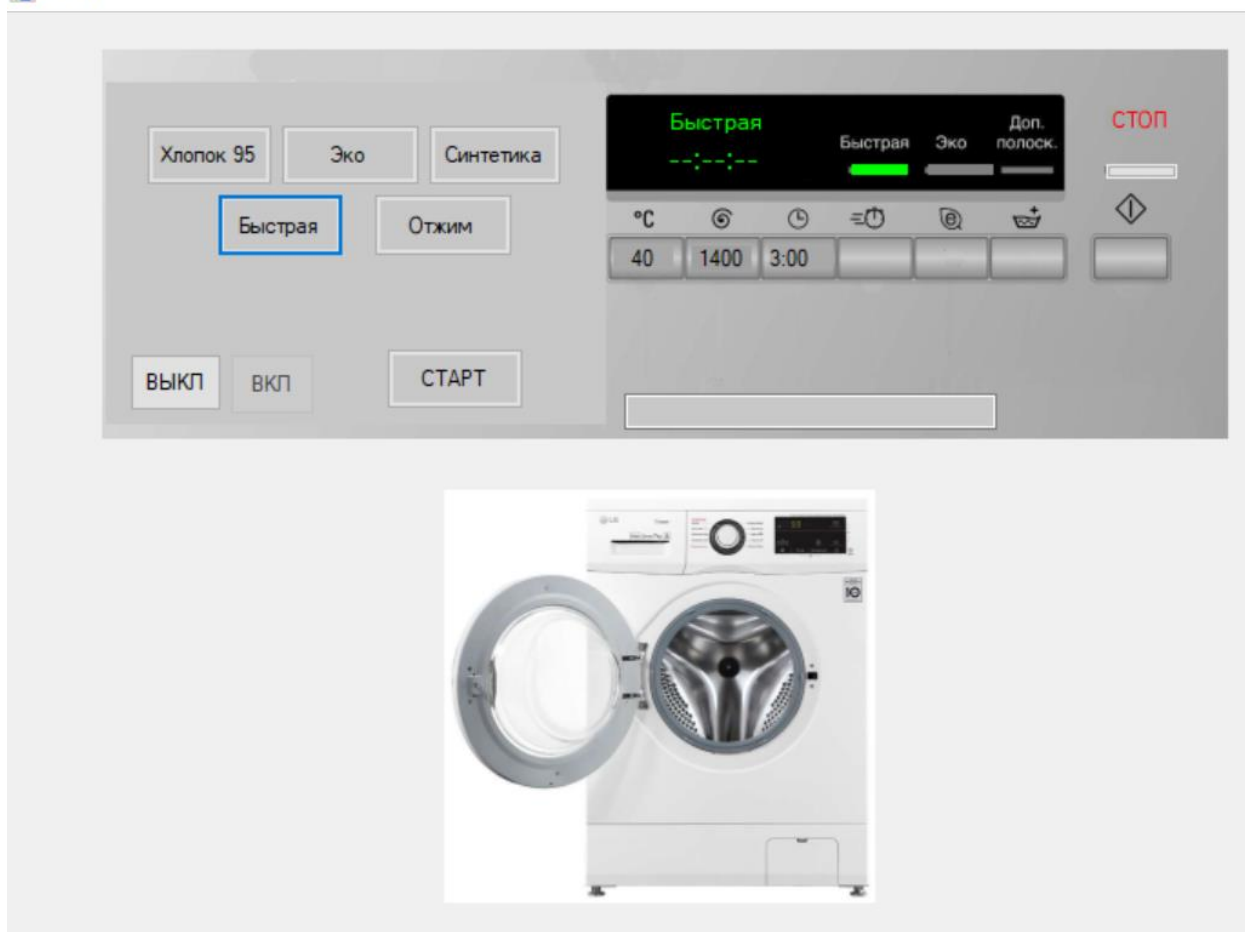 Хлопок 95
Эко
Синтетика
Быстрая
Отжим
ВЫКЛ
ВКЛ
СТАРТ
Быстрая
--:--:--
Быстрая
Эко
Доп.
полоск.
СТОП
°C
40
1400
3:00
LG